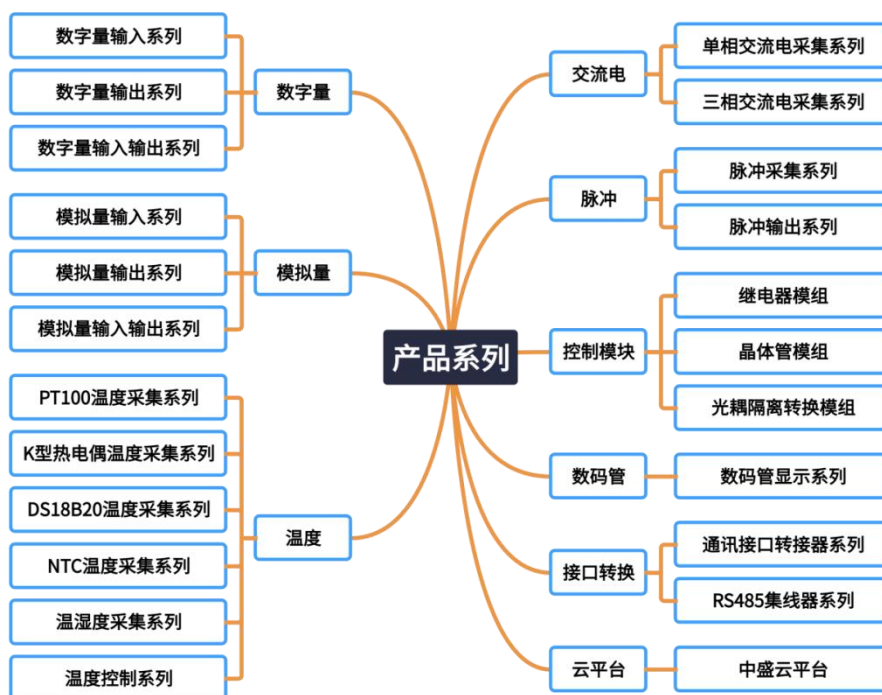 产品系列
数字量
数字量输入系列
数字量输出系列
数字量输入输出系列
模拟量
模拟量输入系列
模拟量输出系列
模拟量输入输出系列
温度
PT100温度采集系列
K型热电偶温度采集系列
DS18B20温度采集系列
NTC温度采集系列
温湿度采集系列
温度控制系列
交流电
单相交流电采集系列
三相交流电采集系列
脉冲
脉冲采集系列
脉冲输出系列
控制模块
继电器模组
晶体管模组
光耦隔离转换模组
数码管
数码管显示系列
接口转换
通讯接口转接器系列
RS485集线器系列
云平台
中盛云平台